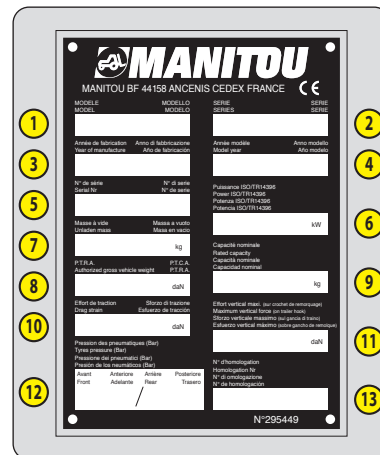 MANITOU
MANITOU BF 44158 ANCENIS CEDEX FRANCE CE
MODELE MODELLO
MODEL MODELO
SERIE SERIE
SERIES SERIE
1
2
Année de fabrication Anno di fabbricazione
Year of manufacture Año de fabricación
Année modèle Anno modello
Model year Año modelo
3
4
N° de série N° di serie
Serial Nr N° de serie
5
Puissance ISO/TR14396
Power ISO/TR14396
Potenza ISO/TR14396
Potencia ISO/TR14396
kW
6
Masse à vide Massa a vuoto
Unladen mass Masa en vacío
kg
7
Capacité nominale
Rated capacity
Capacità nominale
Capacidad nominal
kg
9
P.T.R.A. P.T.C.A.
Authorized gross vehicle weight P.T.R.A.
daN
8
Effort de traction Sforzo di trazione
Drag strain Esfuerzo de tracción
daN
10
Effort vertical maxi. (sur crochet de remorquage)
Maximum vertical force (on trailer hook)
Sforzo verticale massimo (sul gancio di traino)
Esfuerzo vertical máximo (sobre gancho de remolque)
daN
11
Pression des pneumatiques (Bar)
Tyres pressure (Bar)
Pressione dei pneumatici (Bar)
Presión de los neumáticos (Bar)
Avant Anteriore Arrière Posteriore
Front Adelante / Rear Trasero
12
N° d'homologation
Homologation Nr
N° di omologazione
N° de homologación
13
N°295449